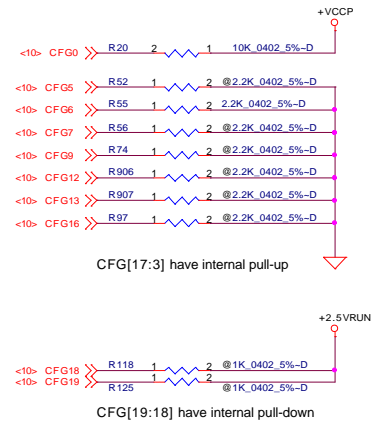 +VCCP
<10> CFG0 R20 2 1 10K_0402_5%~D
<10> CFG5 R52 1 2 @2.2K_0402_5%~D
<10> CFG6 R55 1 2 2.2K_0402_5%~D
<10> CFG7 R56 1 2 @2.2K_0402_5%~D
<10> CFG9 R74 1 2 @2.2K_0402_5%~D
<10> CFG12 R906 1 2 @2.2K_0402_5%~D
<10> CFG13 R907 1 2 @2.2K_0402_5%~D
<10> CFG16 R97 1 2 @2.2K_0402_5%~D
CFG[17:3] have internal pull-up
+2.5VRUN
<10> CFG18 R118 1 2 @1K_0402_5%~D
<10> CFG19 R125 1 2 @1K_0402_5%~D
CFG[19:18] have internal pull-down